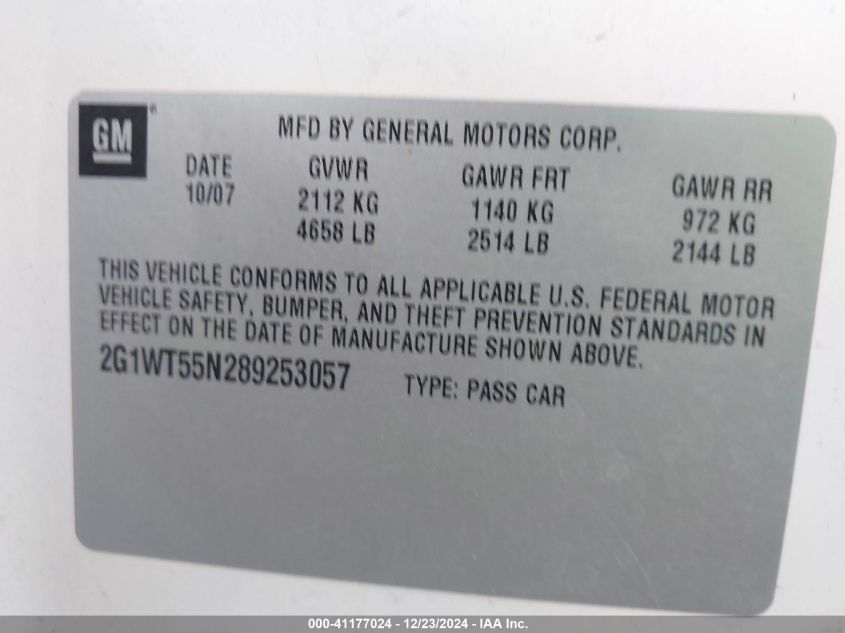 GM®
MFD BY GENERAL MOTORS CORP.
DATE GVWR GAWR FRT GAWR RR
10/07 2112 KG 1140 KG 972 KG
4658 LB 2514 LB 2144 LB
THIS VEHICLE CONFORMS TO ALL APPLICABLE U.S. FEDERAL MOTOR
VEHICLE SAFETY, BUMPER, AND THEFT PREVENTION STANDARDS IN
EFFECT ON THE DATE OF MANUFACTURE SHOWN ABOVE.
2G1WT55N289253057 TYPE: PASS CAR
000-41177024 - 12/23/2024 - IAA Inc.